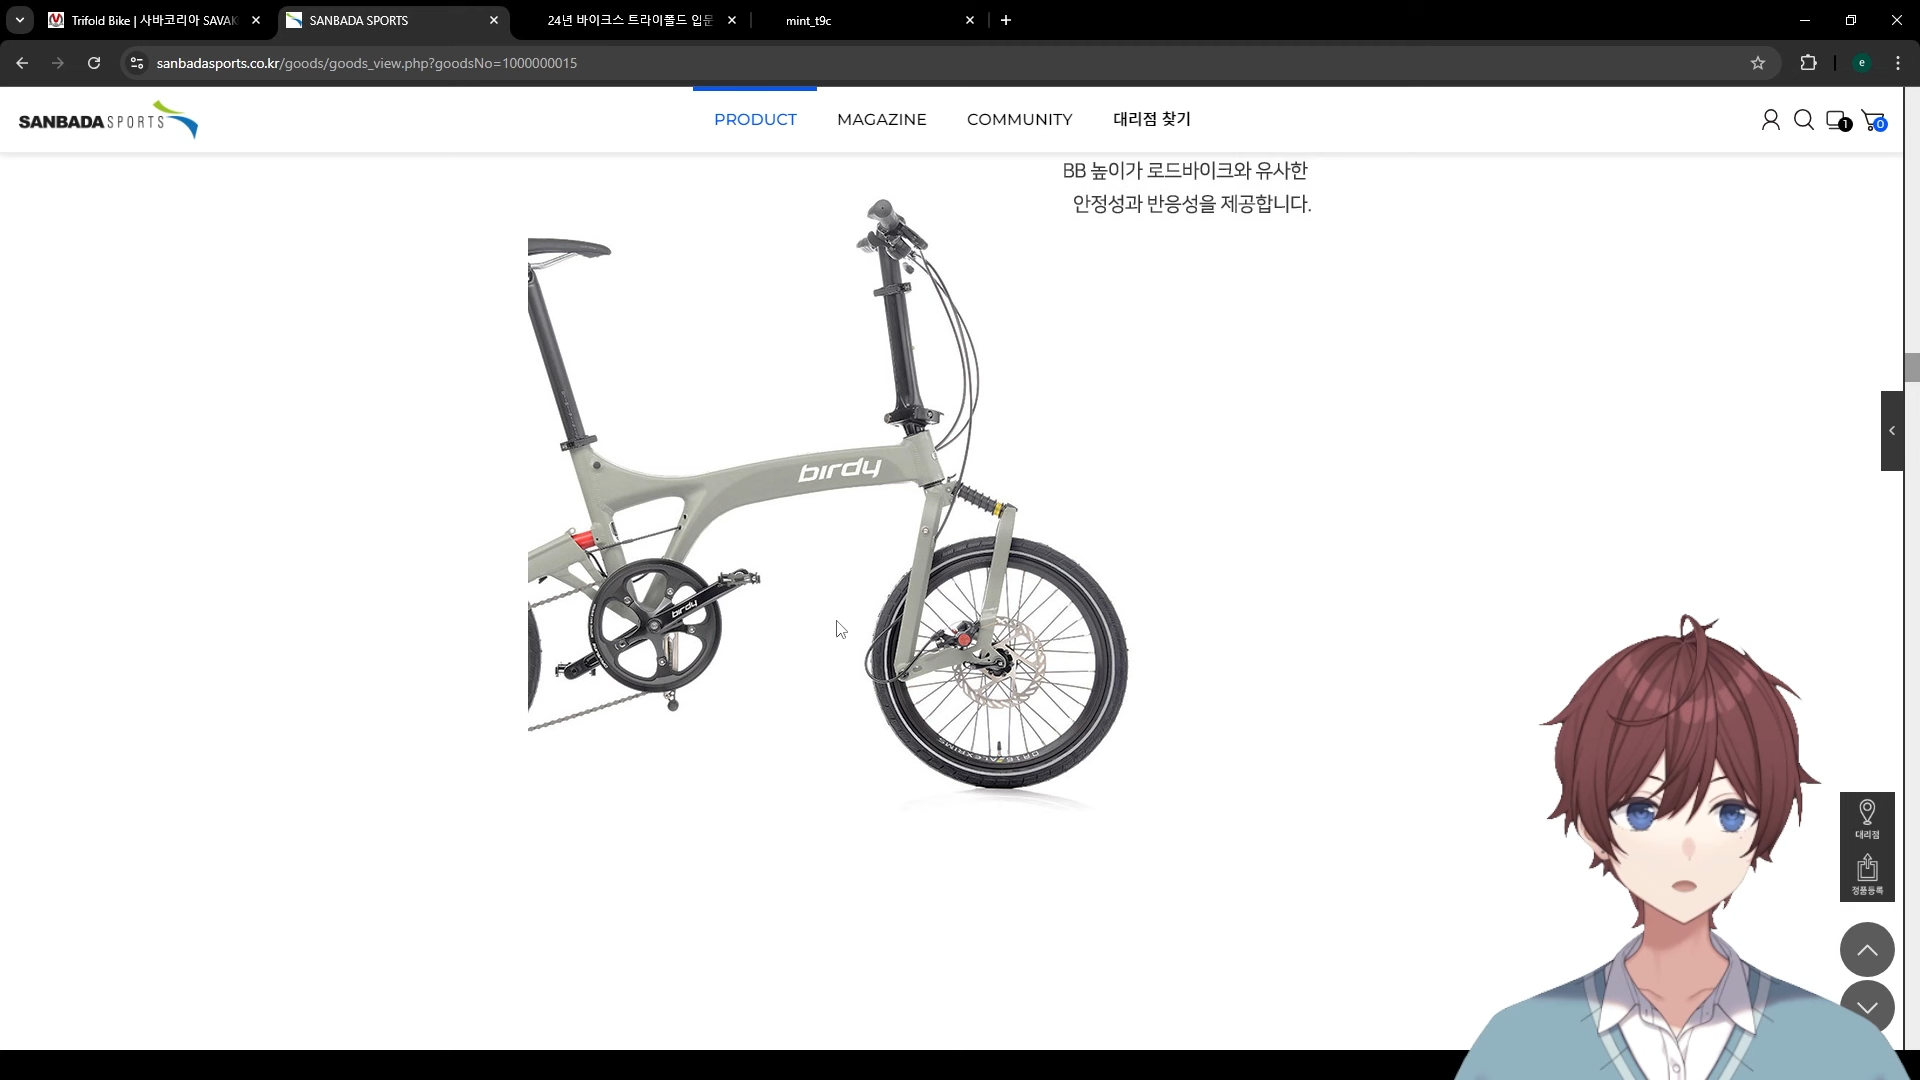 Trifold Bike | 사바코리아 SAVAK
SANBADA SPORTS
24년 바이크스 트라이폴드 입문
mint_t9c
sanbadasports.co.kr/goods/goods_view.php?goodsNo=1000000015
e
SANBADA SPORTS
PRODUCT
MAGAZINE
COMMUNITY
대리점 찾기
1
0
BB 높이가 로드바이크와 유사한
안정성과 반응성을 제공합니다.
birdy
birdy
대리점
정품등록